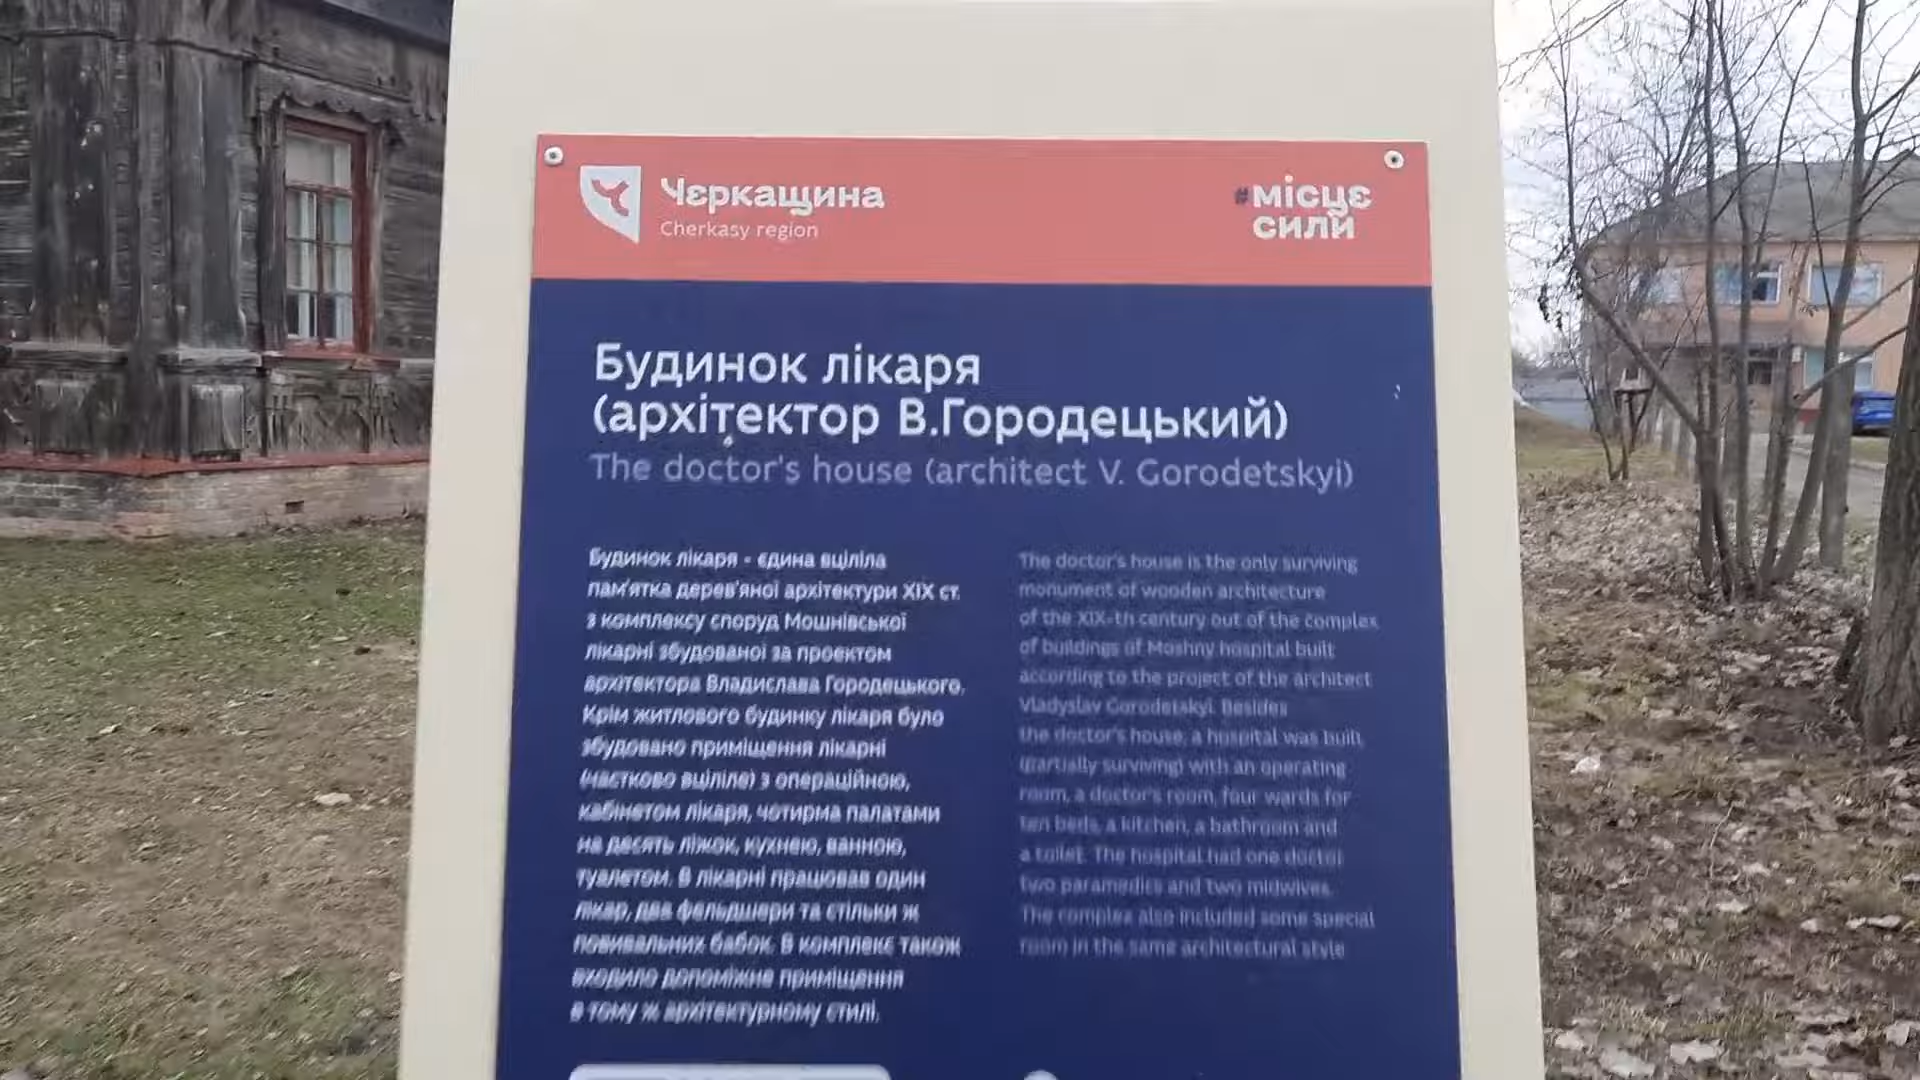 Чєркащина
Cherkasy region
#місцє
сили
Будинок лікаря
(архітектор В.Городецький)
The doctor's house (architect V. Gorodetskyi)
Будинок лікаря - єдина вціліла
пам'ятка дерев'яної архітектури XIX ст.
з комплексу споруд Мошнівської
лікарні збудованої за проектом
архітектора Владислава Городецького.
Крім житлового будинку лікаря було
збудовано приміщення лікарні
(частково вціліле) з операційною,
кабінетом лікаря, чотирма палатами
на десять ліжок, кухнею, ванною,
туалетом. В лікарні працював один
лікар, два фельдшери та стільки ж
повивальних бабок. В комплекс також
входило допоміжне приміщення
в тому ж архітектурному стилі.
The doctor's house is the only surviving
monument of wooden architecture
of the XIX-th century out of the complex
of buildings of Moshny hospital built
according to the project of the architect
Vladyslav Gorodetskyi. Besides
the doctor's house, a hospital was built,
(partially surviving) with an operating
room, a doctor's room, four wards for
ten beds, a kitchen, a bathroom and
a toilet. The hospital had one doctor
two paramedics and two midwives.
The complex also included some special
room in the same architectural style